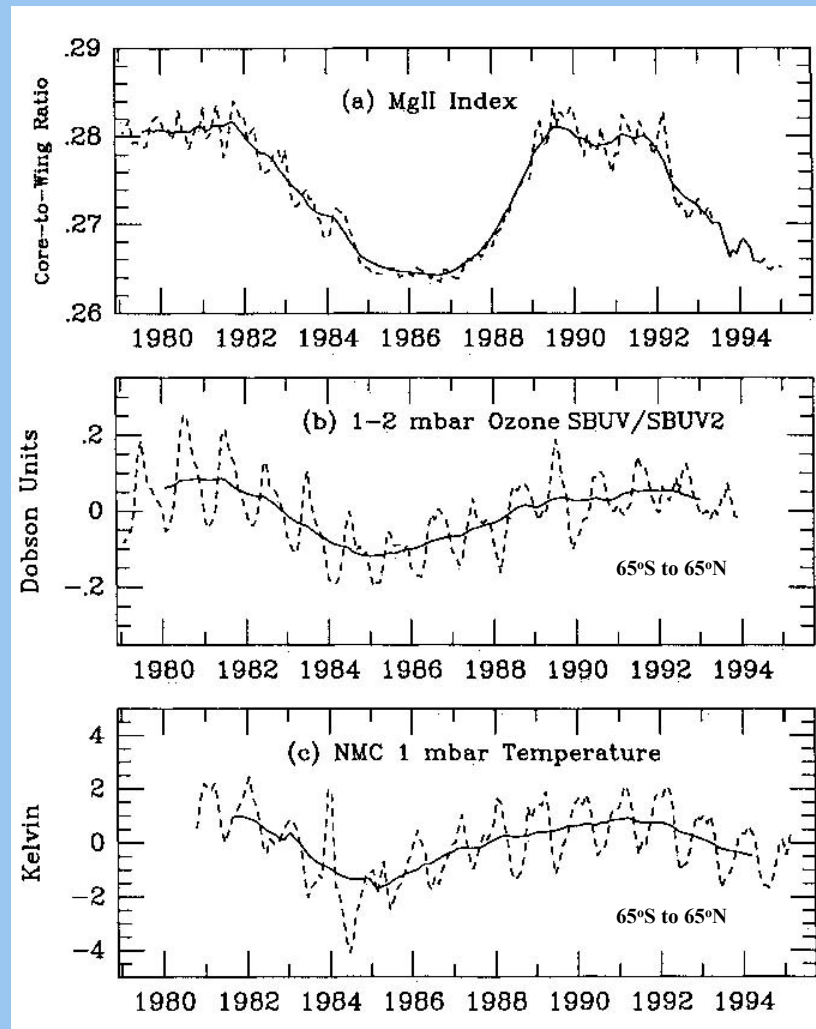 .29
.28
.27
.26
Core-to-Wing Ratio
(a) MgII Index
1980 1982 1984 1986 1988 1990 1992 1994
.2
0
-.2
Dobson Units
(b) 1-2 mbar Ozone SBUV/SBUV2
65°S to 65°N
1980 1982 1984 1986 1988 1990 1992 1994
4
2
0
-2
-4
Kelvin
(c) NMC 1 mbar Temperature
65°S to 65°N
1980 1982 1984 1986 1988 1990 1992 1994